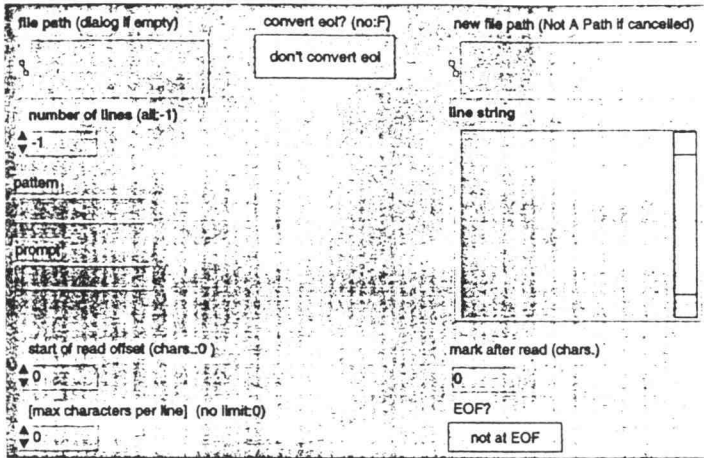 file path (dialog if empty)
convert eol? (no:F)
new file path (Not A Path if cancelled)
don't convert eol
number of lines (all:-1)
line string
-1
pattern
prompt
start of read offset (chars.:0 )
mark after read (chars.)
0
0
[max characters per line] (no limit:0)
EOF?
0
not at EOF